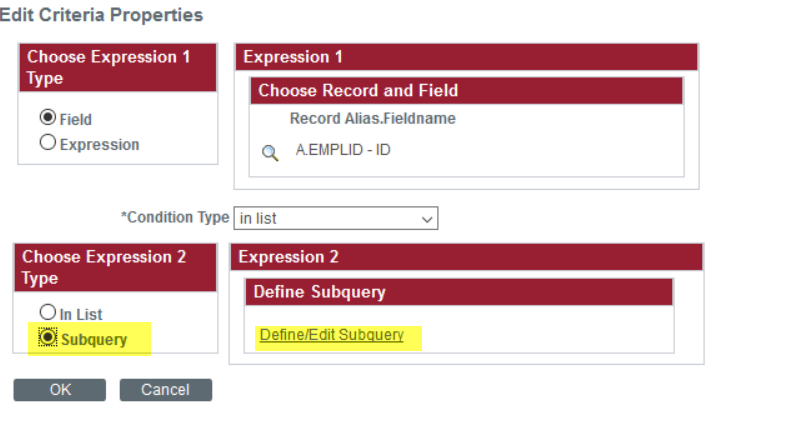 Edit Criteria Properties
Choose Expression 1
Type
Field
Expression
Expression 1
Choose Record and Field
Record Alias.Fieldname
A.EMPLID - ID
*Condition Type in list
Choose Expression 2
Type
In List
Subquery
Expression 2
Define Subquery
Define/Edit Subquery
OK Cancel